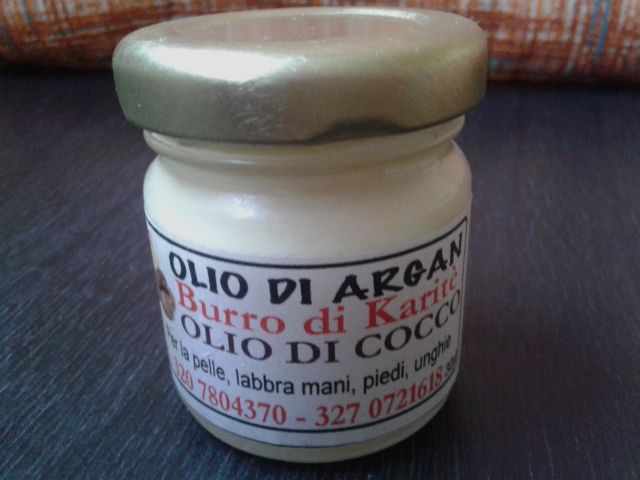 OLIO DI ARGAN
Burro di Karitè
OLIO DI COCCO
Per la pelle, labbra mani, piedi, unghie
320 7804370 - 327 0721618